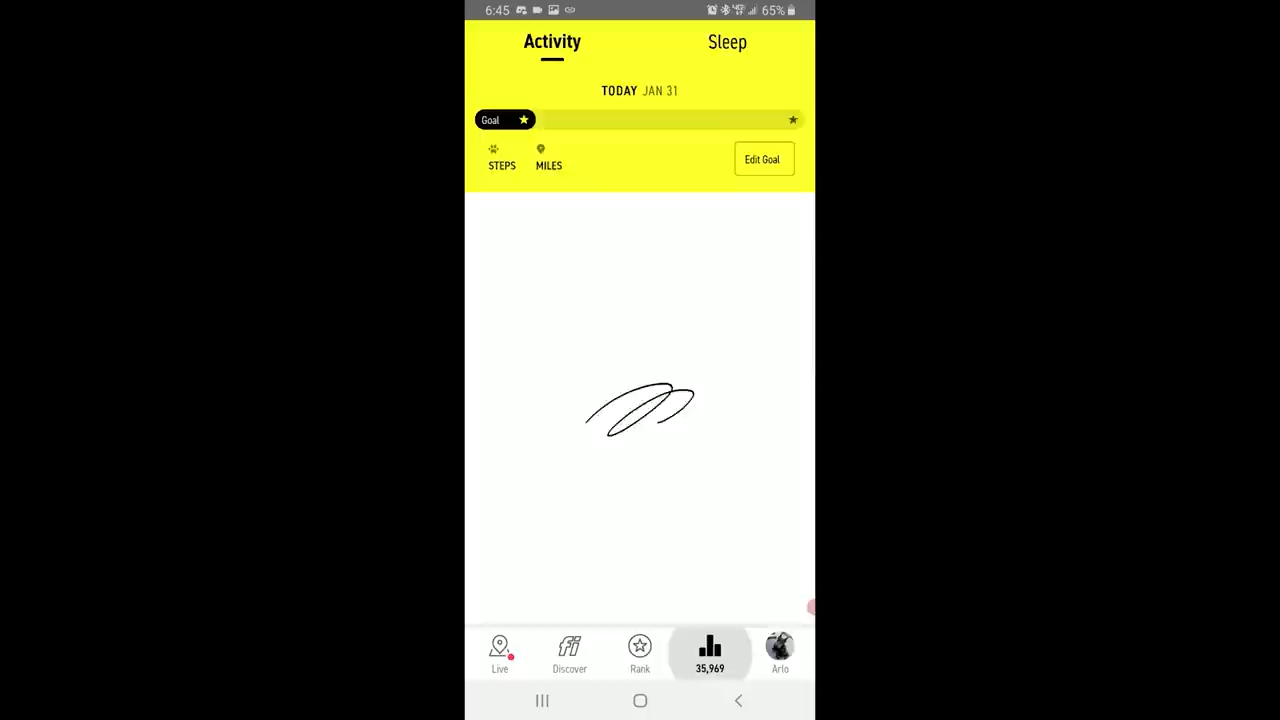 6:45 65%
Activity Sleep
TODAY JAN 31
Goal
STEPS MILES Edit Goal
fi
Live Discover Rank 35,969 Arlo